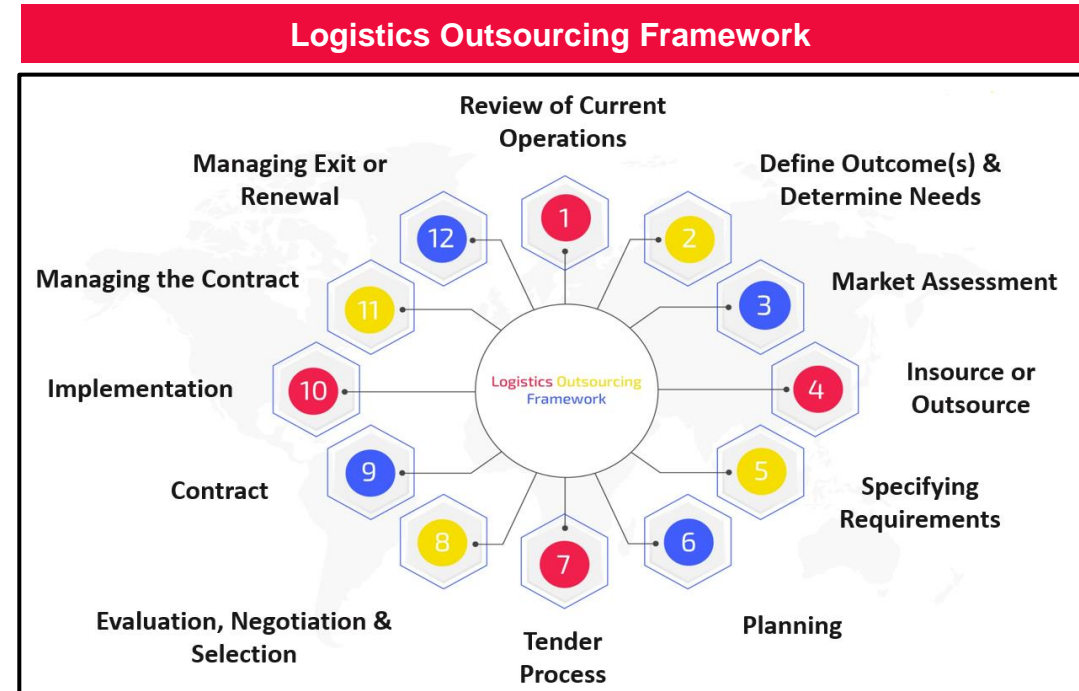 Logistics Outsourcing Framework
Review of Current
Operations
1
Define Outcome(s) &
Determine Needs
2
Market Assessment
3
Insource or
Outsource
4
Specifying
Requirements
5
Planning
6
Tender
Process
7
Evaluation, Negotiation &
Selection
8
Contract
9
Implementation
10
Managing the Contract
11
Managing Exit or
Renewal
12
Logistics Outsourcing
Framework